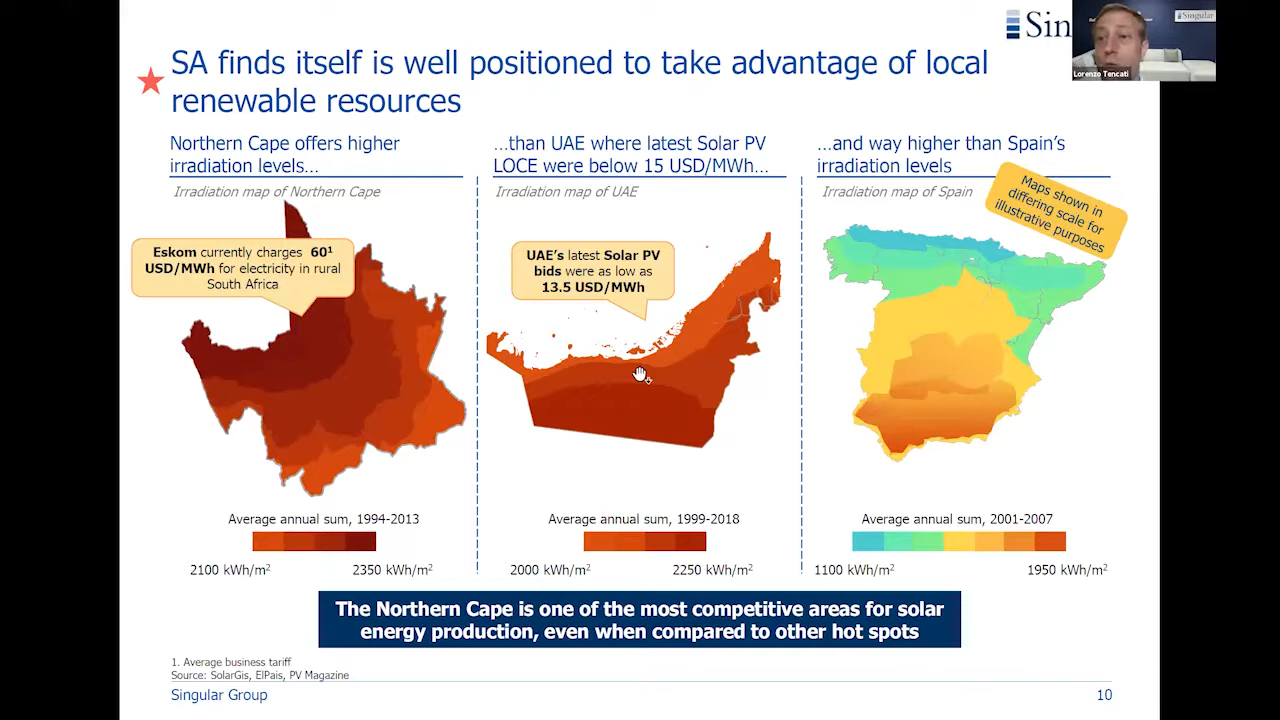 Sin
Singular
Lorenzo Tencati
SA finds itself is well positioned to take advantage of local
renewable resources
Northern Cape offers higher
irradiation levels…
Irradiation map of Northern Cape
Eskom currently charges 60¹
USD/MWh for electricity in rural
South Africa
Average annual sum, 1994-2013
2100 kWh/m²
2350 kWh/m²
…than UAE where latest Solar PV
LOCE were below 15 USD/MWh…
Irradiation map of UAE
UAE’s latest Solar PV
bids were as low as
13.5 USD/MWh
Average annual sum, 1999-2018
2000 kWh/m²
2250 kWh/m²
…and way higher than Spain’s
irradiation levels
Irradiation map of Spain
Maps shown in
differing scale for
illustrative purposes
Average annual sum, 2001-2007
1100 kWh/m²
1950 kWh/m²
The Northern Cape is one of the most competitive areas for solar
energy production, even when compared to other hot spots
1. Average business tariff
Source: SolarGis, ElPais, PV Magazine
Singular Group
10